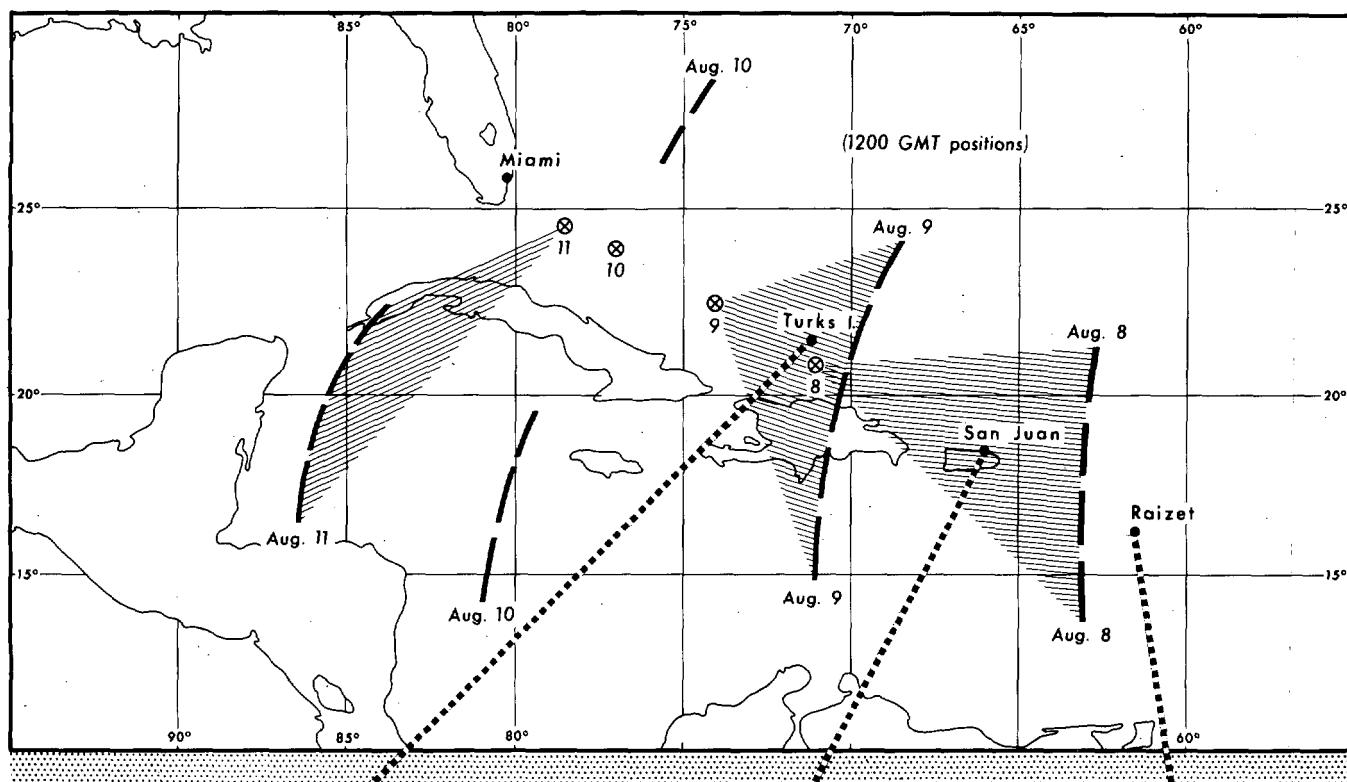 85° 80° 75° 70° 65° 60°
Aug. 10
(1200 GMT positions)
Miami
25° 25°
Aug. 9
11
10
9
Turks I.
Aug. 8
8
20° 20°
San Juan
Raizet
Aug. 11
15° 15°
Aug. 9
Aug. 10
Aug. 8
90° 85° 80° 70° 60°